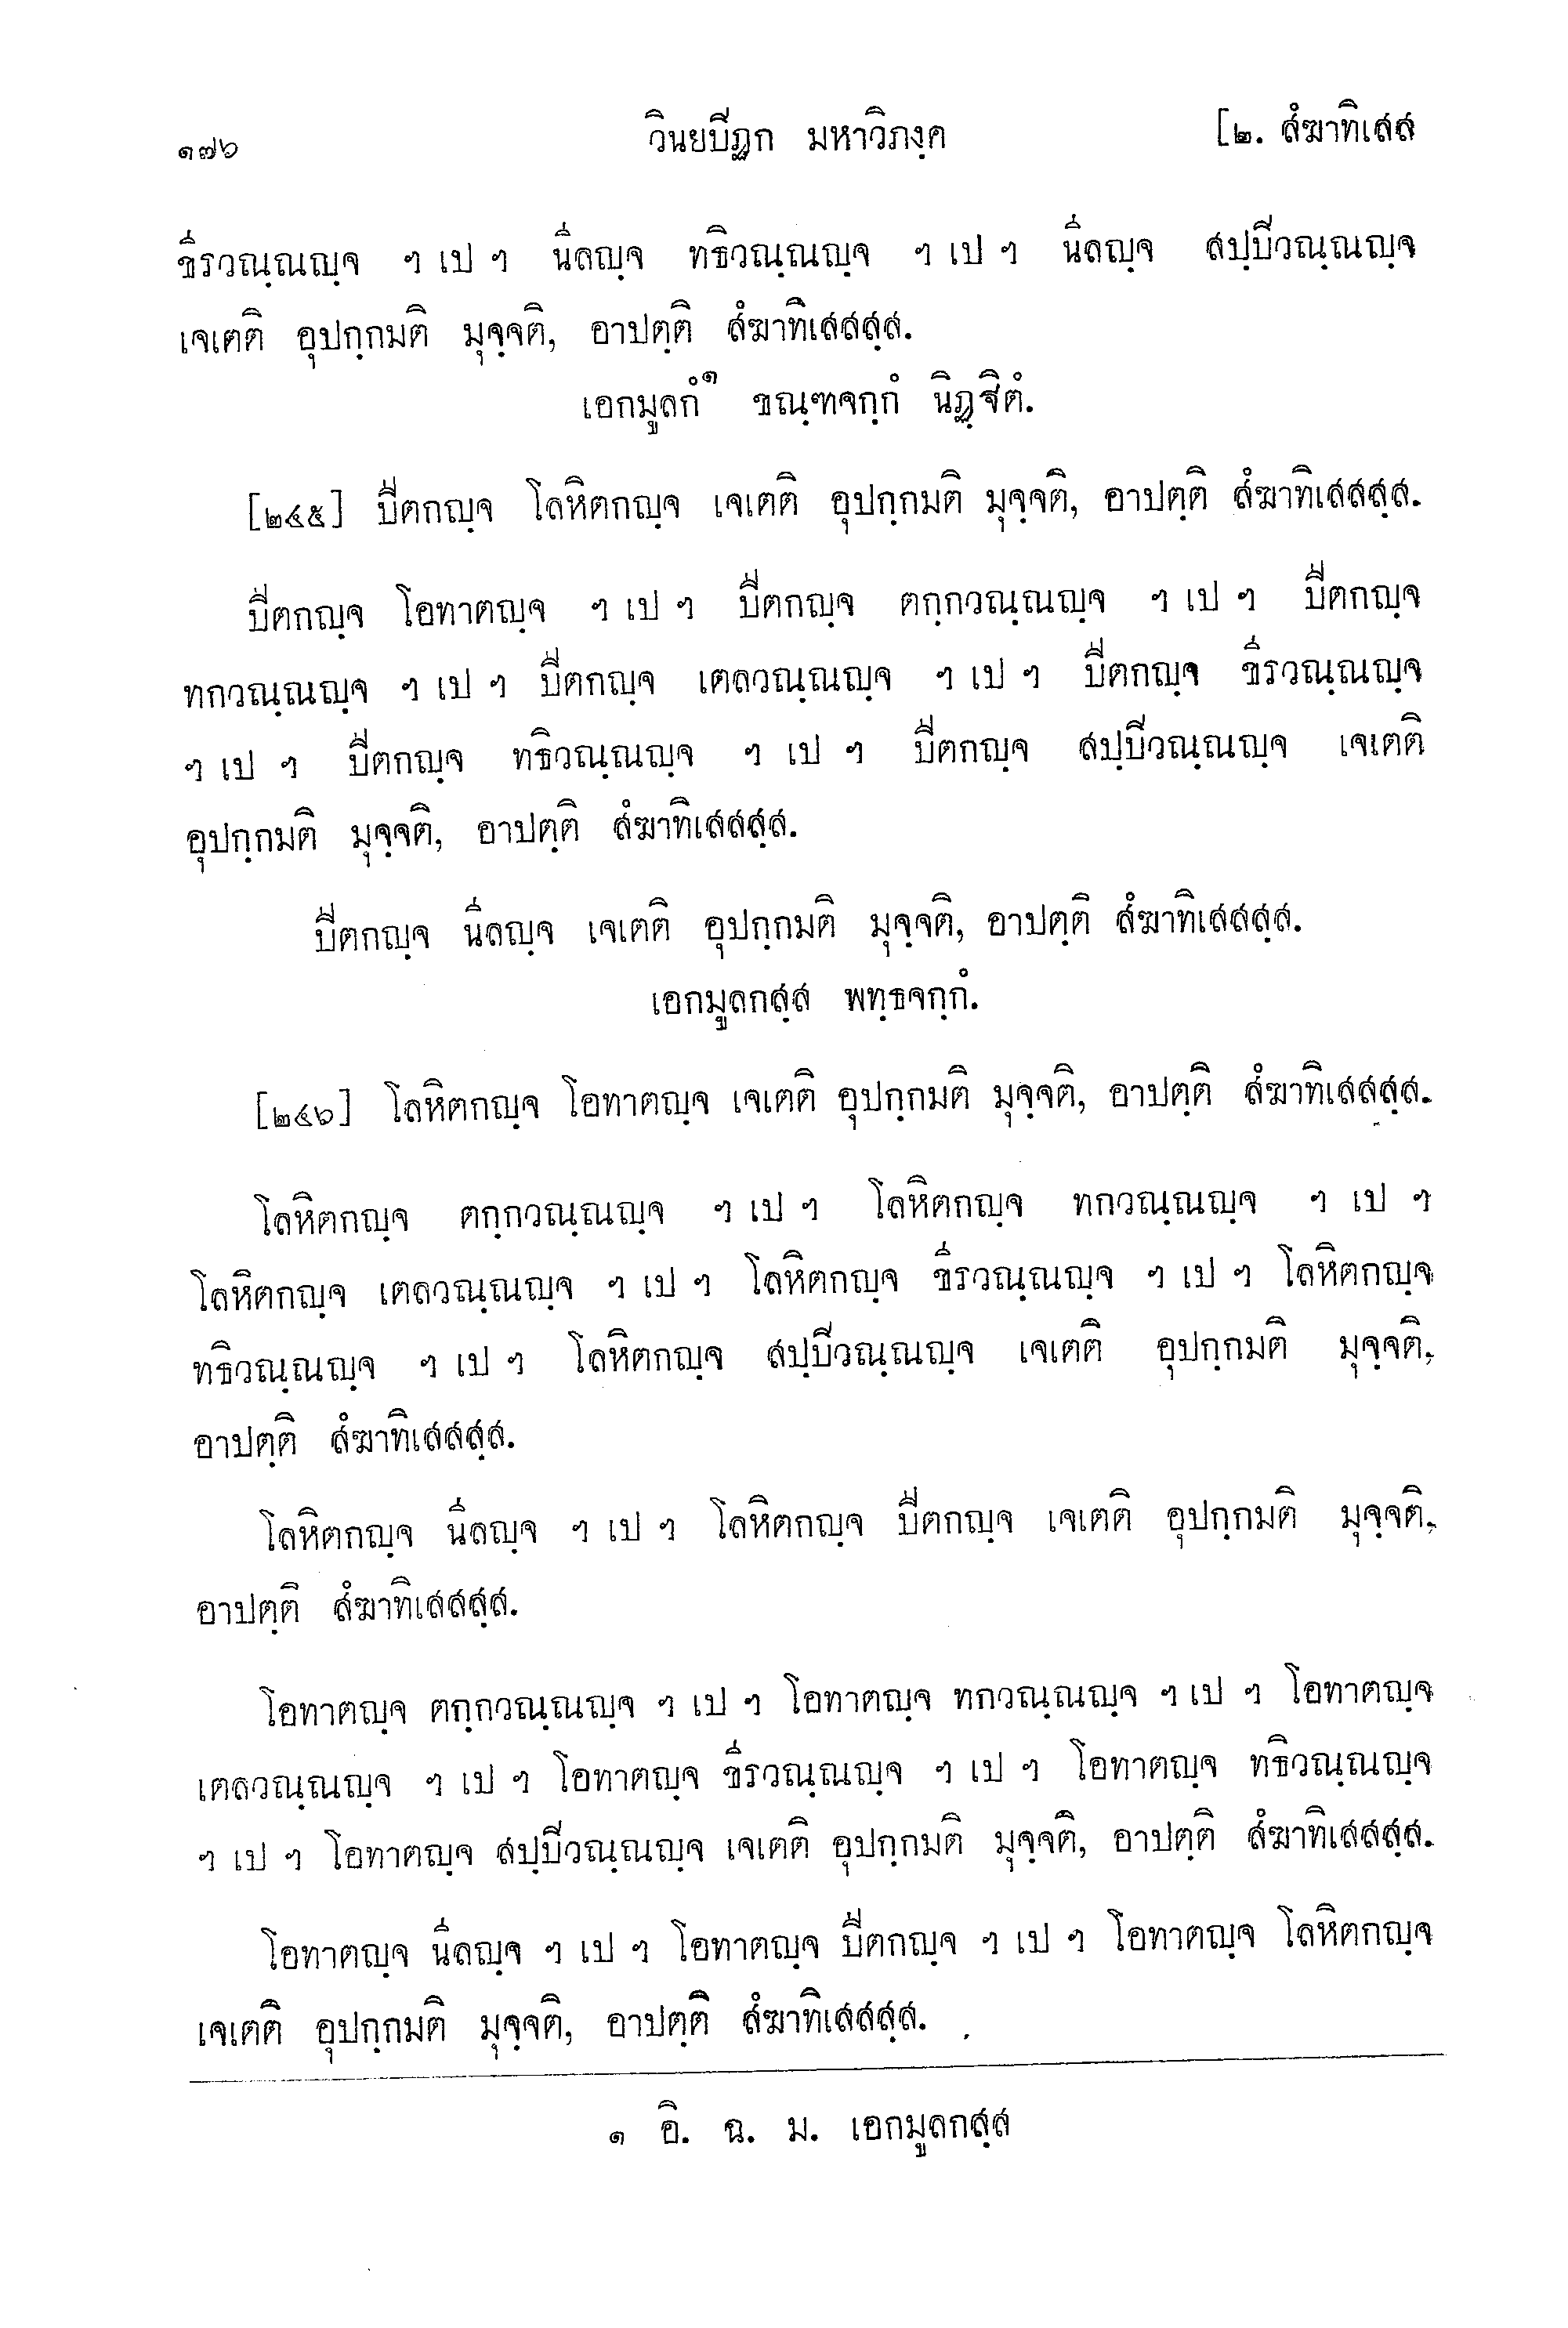 ๑๗๖ วินยปิฏก มหาวิภงฺค [๒. สํฆาทิเสส
ขีรวณฺณญฺจ ฯ เป ฯ นีลญฺจ ทธิวณฺณญฺจ ฯ เป ฯ นีลญฺจ สปฺปิวณฺณญฺจ
เจเตติ อุปกฺกมติ มุจฺจติ, อาปตฺติ สํฆาทิเสสสฺส.
เอกมูลกํ๑ ขณฺฑจกฺกํ นิฏฺฐิตํ.
[๒๔๕] ปีตกญฺจ โลหิตกญฺจ เจเตติ อุปกฺกมติ มุจฺจติ, อาปตฺติ สํฆาทิเสสสฺส.
ปีตกญฺจ โอทาตญฺจ ฯ เป ฯ ปีตกญฺจ ตกฺกวณฺณญฺจ ฯ เป ฯ ปีตกญฺจ
ทกวณฺณญฺจ ฯ เป ฯ ปีตกญฺจ เตลวณฺณญฺจ ฯ เป ฯ ปีตกญฺจ ขีรวณฺณญฺจ
ฯ เป ฯ ปีตกญฺจ ทธิวณฺณญฺจ ฯ เป ฯ ปีตกญฺจ สปฺปิวณฺณญฺจ เจเตติ
อุปกฺกมติ มุจฺจติ, อาปตฺติ สํฆาทิเสสสฺส.
ปีตกญฺจ นีลญฺจ เจเตติ อุปกฺกมติ มุจฺจติ, อาปตฺติ สํฆาทิเสสสฺส.
เอกมูลกสฺส พทฺธจกฺกํ.
[๒๔๖] โลหิตกญฺจ โอทาตญฺจ เจเตติ อุปกฺกมติ มุจฺจติ, อาปตฺติ สํฆาทิเสสสฺส.
โลหิตกญฺจ ตกฺกวณฺณญฺจ ฯ เป ฯ โลหิตกญฺจ ทกวณฺณญฺจ ฯ เป ฯ
โลหิตกญฺจ เตลวณฺณญฺจ ฯ เป ฯ โลหิตกญฺจ ขีรวณฺณญฺจ ฯ เป ฯ โลหิตกญฺจ
ทธิวณฺณญฺจ ฯ เป ฯ โลหิตกญฺจ สปฺปิวณฺณญฺจ เจเตติ อุปกฺกมติ มุจฺจติ,
อาปตฺติ สํฆาทิเสสสฺส.
โลหิตกญฺจ นีลญฺจ ฯ เป ฯ โลหิตกญฺจ ปีตกญฺจ เจเตติ อุปกฺกมติ มุจฺจติ,
อาปตฺติ สํฆาทิเสสสฺส.
โอทาตญฺจ ตกฺกวณฺณญฺจ ฯ เป ฯ โอทาตญฺจ ทกวณฺณญฺจ ฯ เป ฯ โอทาตญฺจ
เตลวณฺณญฺจ ฯ เป ฯ โอทาตญฺจ ขีรวณฺณญฺจ ฯ เป ฯ โอทาตญฺจ ทธิวณฺณญฺจ
ฯ เป ฯ โอทาตญฺจ สปฺปิวณฺณญฺจ เจเตติ อุปกฺกมติ มุจฺจติ, อาปตฺติ สํฆาทิเสสสฺส.
โอทาตญฺจ นีลญฺจ ฯ เป ฯ โอทาตญฺจ ปีตกญฺจ ฯ เป ฯ โอทาตญฺจ โลหิตกญฺจ
เจเตติ อุปกฺกมติ มุจฺจติ, อาปตฺติ สํฆาทิเสสสฺส.
๑ อิ. ฉ. ม. เอกมูลกสฺส